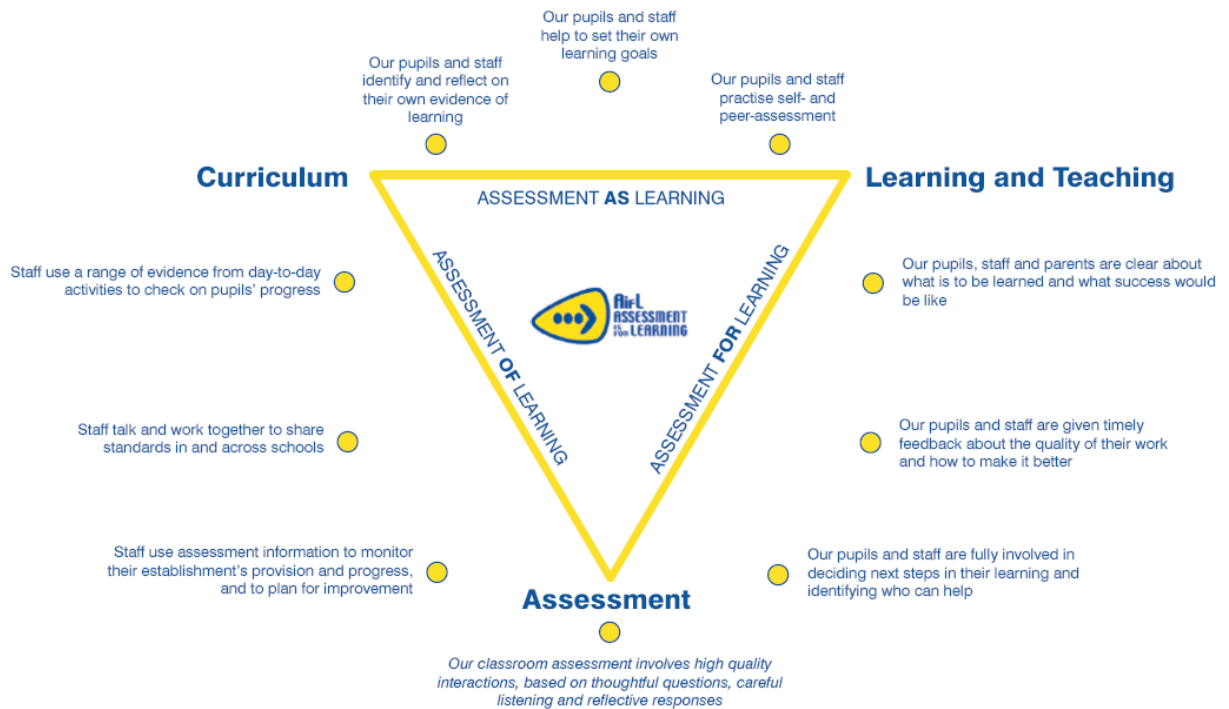 Our pupils and staff
help to set their own
learning goals
Our pupils and staff
identify and reflect on
their own evidence of
learning
Our pupils and staff
practise self- and
peer-assessment
Curriculum
Learning and Teaching
ASSESSMENT AS LEARNING
ASSESSMENT OF LEARNING
ASSESSMENT FOR LEARNING
AifL
ASSESSMENT
IS
FOR LEARNING
Staff use a range of evidence from day-to-day
activities to check on pupils' progress
Our pupils, staff and parents are clear about
what is to be learned and what success would
be like
Staff talk and work together to share
standards in and across schools
Our pupils and staff are given timely
feedback about the quality of their work
and how to make it better
Staff use assessment information to monitor
their establishment's provision and progress,
and to plan for improvement
Our pupils and staff are fully involved in
deciding next steps in their learning and
identifying who can help
Assessment
Our classroom assessment involves high quality
interactions, based on thoughtful questions, careful
listening and reflective responses